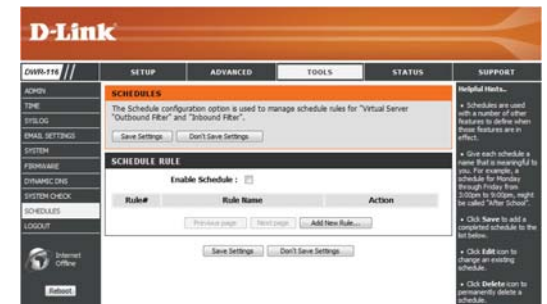 D-Link
DWR-116
SETUP
ADVANCED
TOOLS
STATUS
SUPPORT
ADMIN
TIME
SYSLOG
EMAIL SETTINGS
SYSTEM
FIRMWARE
DYNAMIC DNS
SYSTEM CHECK
SCHEDULES
LOGOUT
Internet
Offline
Reboot
SCHEDULES
The Schedule configuration option is used to manage schedule rules for "Virtual Server
"Outbound Filter" and "Inbound Filter".
Save Settings Don't Save Settings
SCHEDULE RULE
Enable Schedule :
Rule# Rule Name Action
Previous page Next page Add New Rule...
Save Settings Don't Save Settings
Helpful Hints..
• Schedules are used
with a number of other
features to define when
those features are in
effect.
• Give each schedule a
name that is meaningful to
you. For example, a
schedule for Monday
through Friday from
3:00pm to 9:00pm, might
be called "After School".
• Click Save to add a
completed schedule to the
list below.
• Click Edit icon to
change an existing
schedule.
• Click Delete icon to
permanently delete a
schedule.